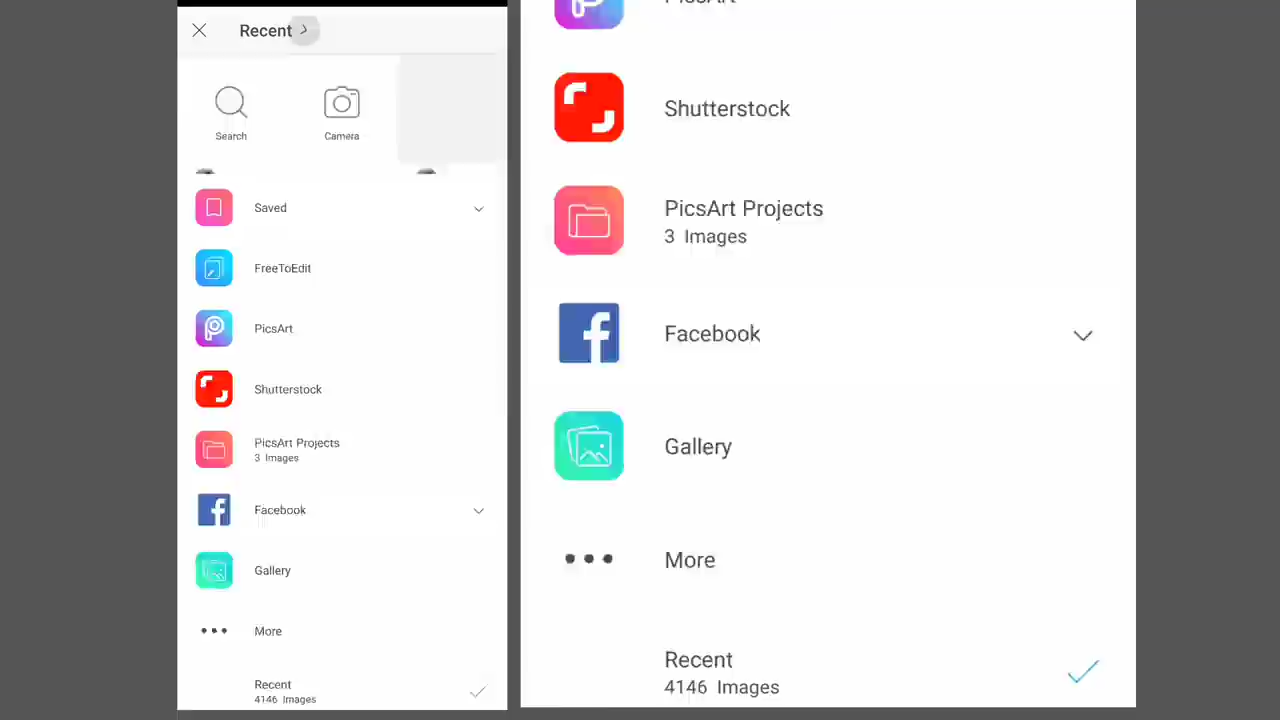 Recent
Search
Camera
Saved
FreeToEdit
PicsArt
Shutterstock
PicsArt Projects
3 Images
Facebook
Gallery
More
Recent
4146 Images
PicsArt
Shutterstock
PicsArt Projects
3 Images
Facebook
Gallery
More
Recent
4146 Images